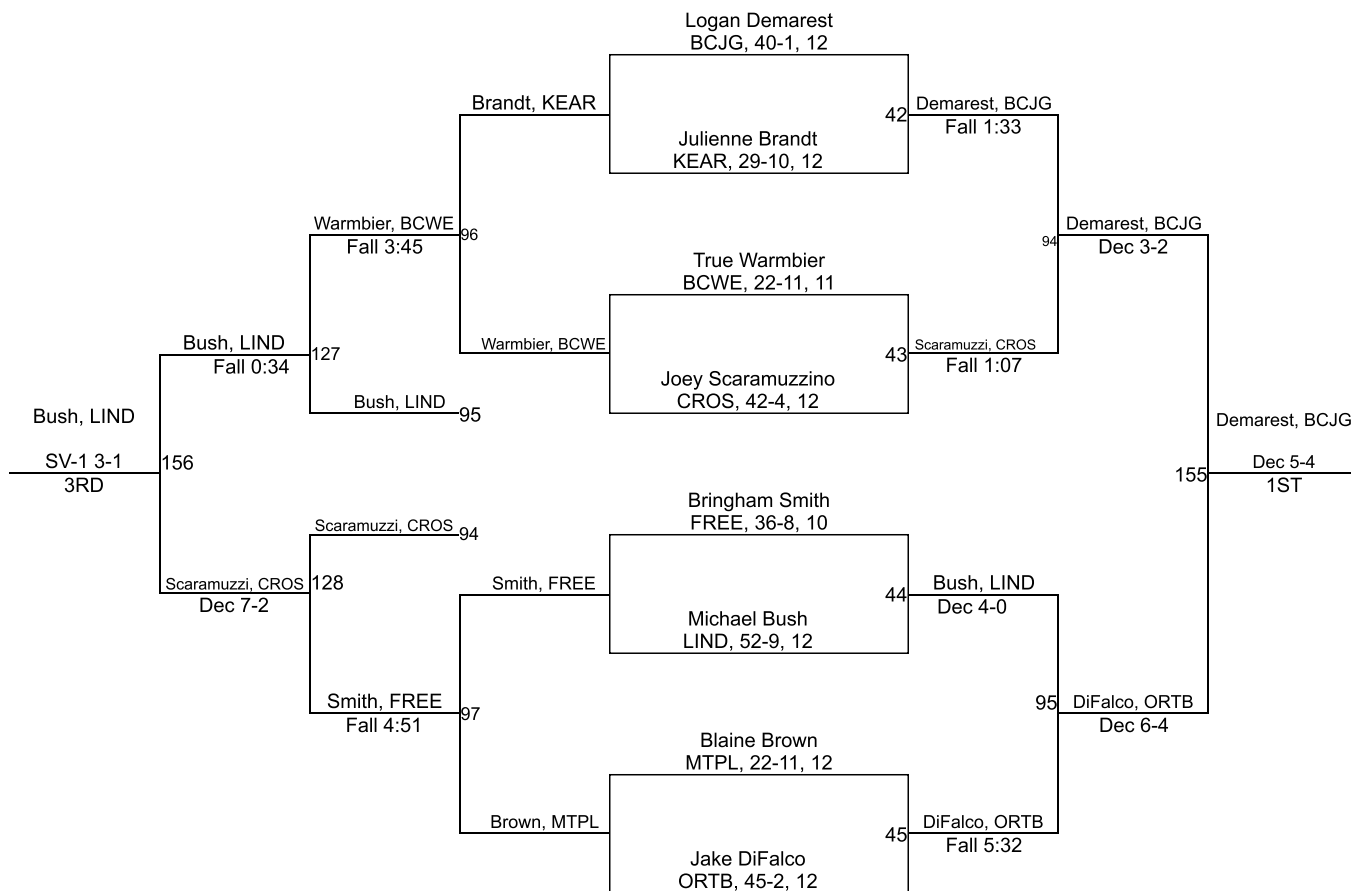 Logan Demarest
BCJG, 40-1, 12
Brandt, KEAR
42
Demarest, BCJG
Fall 1:33
Julienne Brandt
KEAR, 29-10, 12
Warmbier, BCWE
96
Fall 3:45
94
Demarest, BCJG
Dec 3-2
True Warmbier
BCWE, 22-11, 11
Bush, LIND
127
Fall 0:34
Warmbier, BCWE
43
Scaramuzzi, CROS
Fall 1:07
Joey Scaramuzzino
CROS, 42-4, 12
Bush, LIND
95
Bush, LIND
SV-1 3-1
156
3RD
Demarest, BCJG
155
Dec 5-4
1ST
Bringham Smith
FREE, 36-8, 10
Scaramuzzi, CROS
94
Scaramuzzi, CROS
128
Dec 7-2
Smith, FREE
44
Bush, LIND
Dec 4-0
Michael Bush
LIND, 52-9, 12
Smith, FREE
97
Fall 4:51
95
DiFalco, ORTB
Dec 6-4
Blaine Brown
MTPL, 22-11, 12
Brown, MTPL
45
DiFalco, ORTB
Fall 5:32
Jake DiFalco
ORTB, 45-2, 12